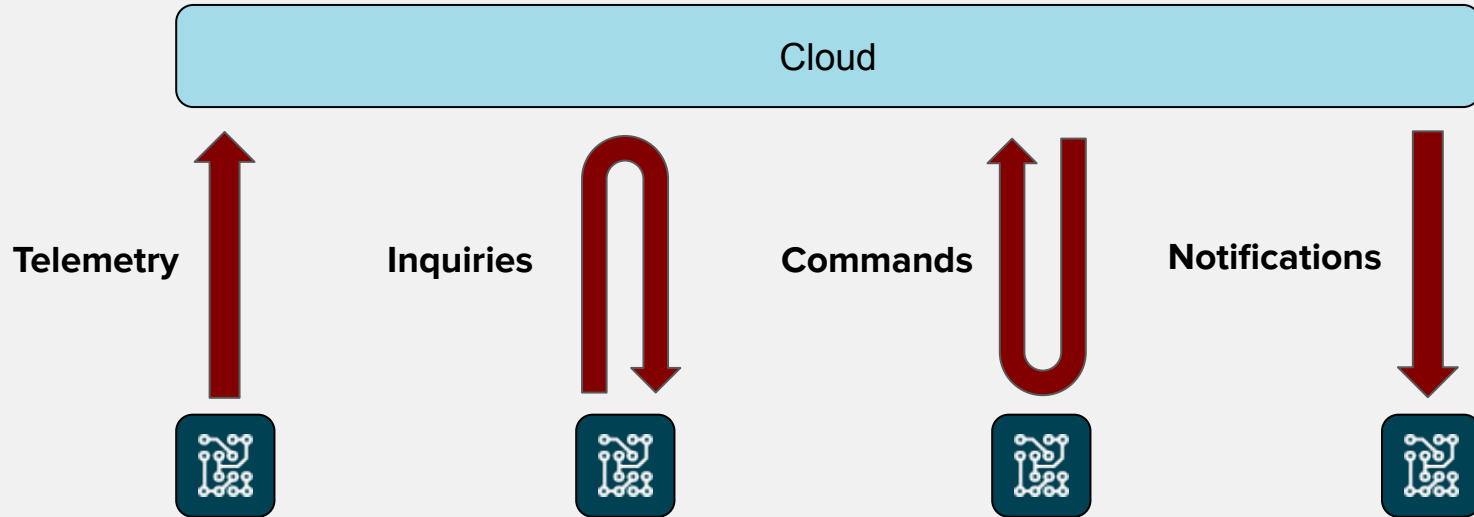 Cloud
Telemetry
Inquiries
Commands
Notifications